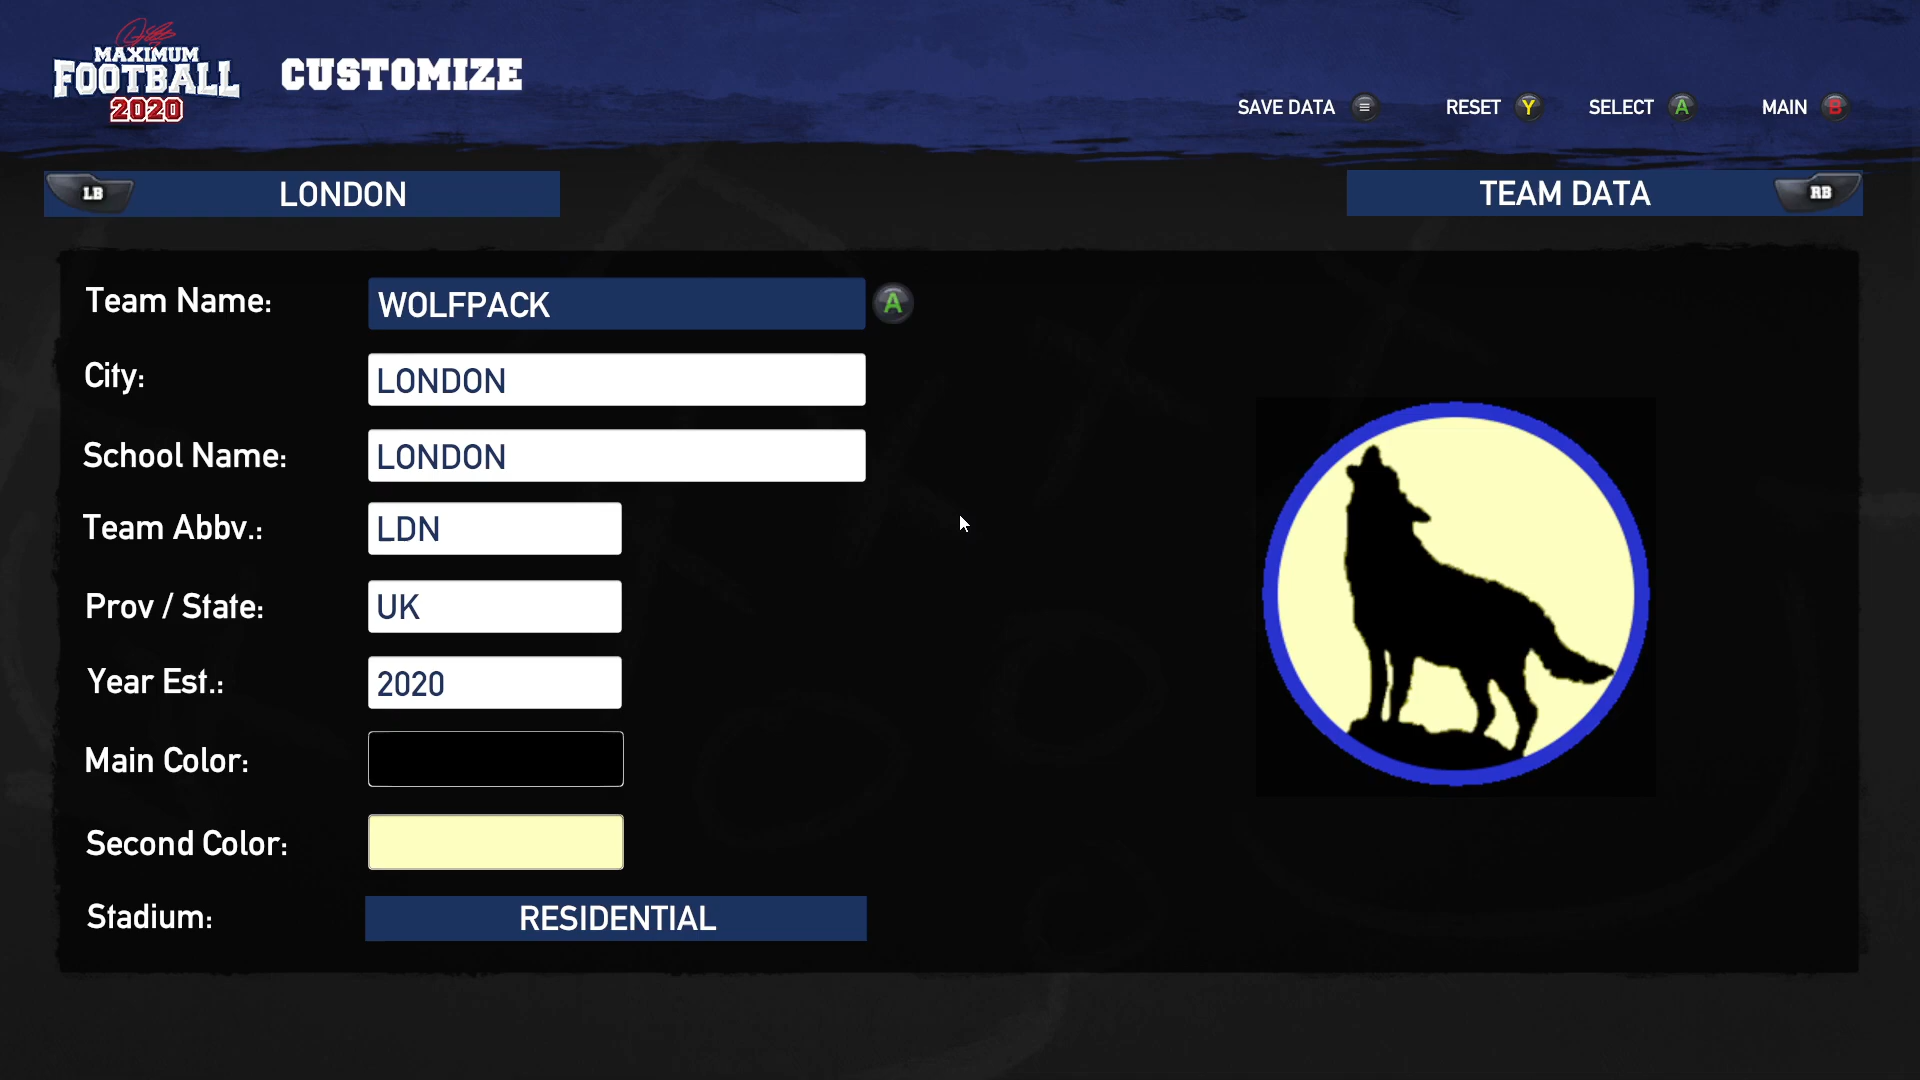 MAXIMUM
FOOTBALL
2020
CUSTOMIZE
SAVE DATA RESET Y SELECT A MAIN B
LB LONDON TEAM DATA RB
Team Name: WOLFPACK A
City: LONDON
School Name: LONDON
Team Abbv.: LDN
Prov / State: UK
Year Est.: 2020
Main Color:
Second Color:
Stadium: RESIDENTIAL